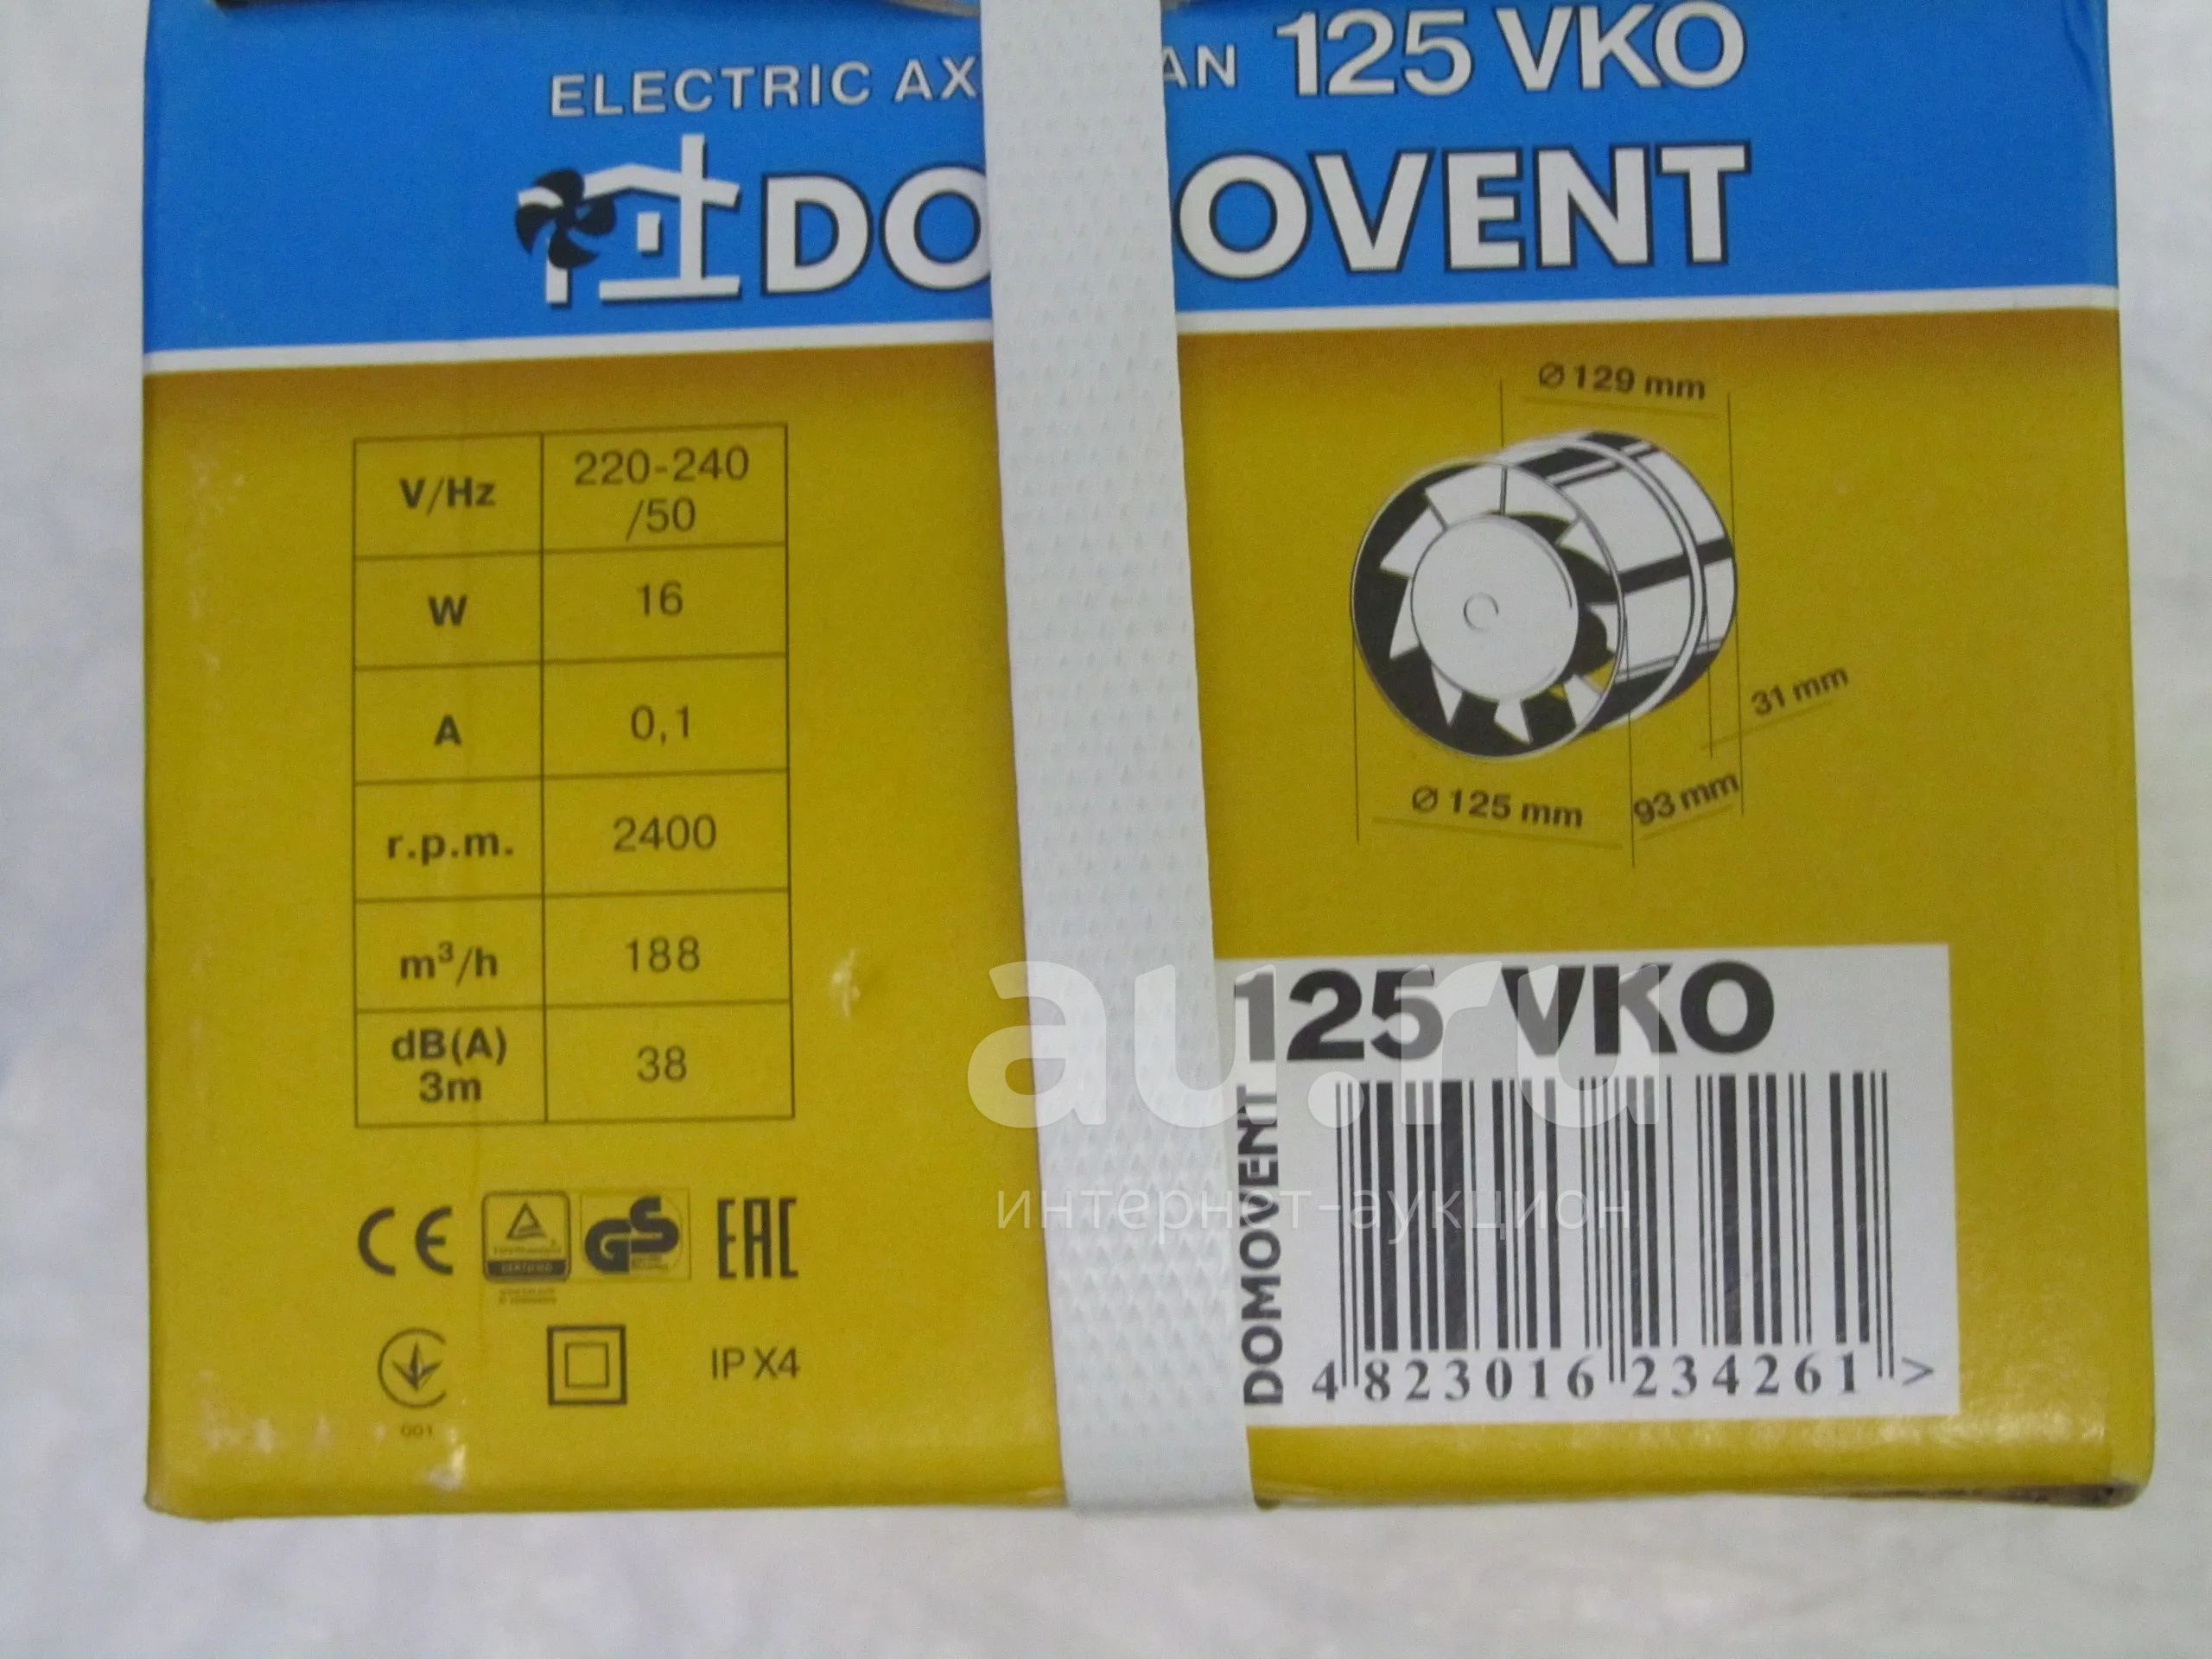 ELECTRIC AX AN 125 VKO
DO OVENT
V/Hz 220-240
/50
W 16
A 0,1
r.p.m. 2400
m³/h 188
dB(A) 38
3m
Ø 129 mm
31 mm
Ø 125 mm
93 mm
125 VKO
DOMOVENT
4 823016 234261 >
CE GS EAC
001
IP X4
au.ru
интернет-аукцион